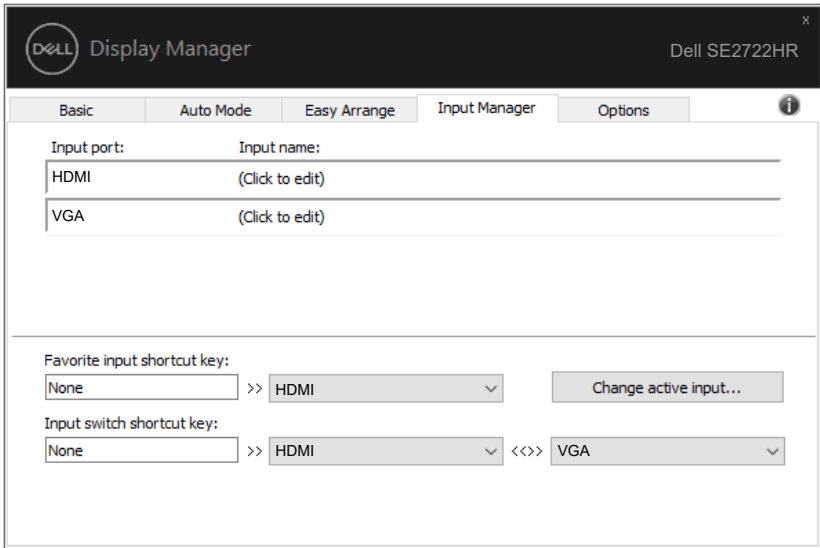 x
DELL Display Manager
Dell SE2722HR
Basic Auto Mode Easy Arrange Input Manager Options i
Input port: Input name:
HDMI (Click to edit)
VGA (Click to edit)
Favorite input shortcut key:
None >> HDMI Change active input...
Input switch shortcut key:
None >> HDMI <<>> VGA